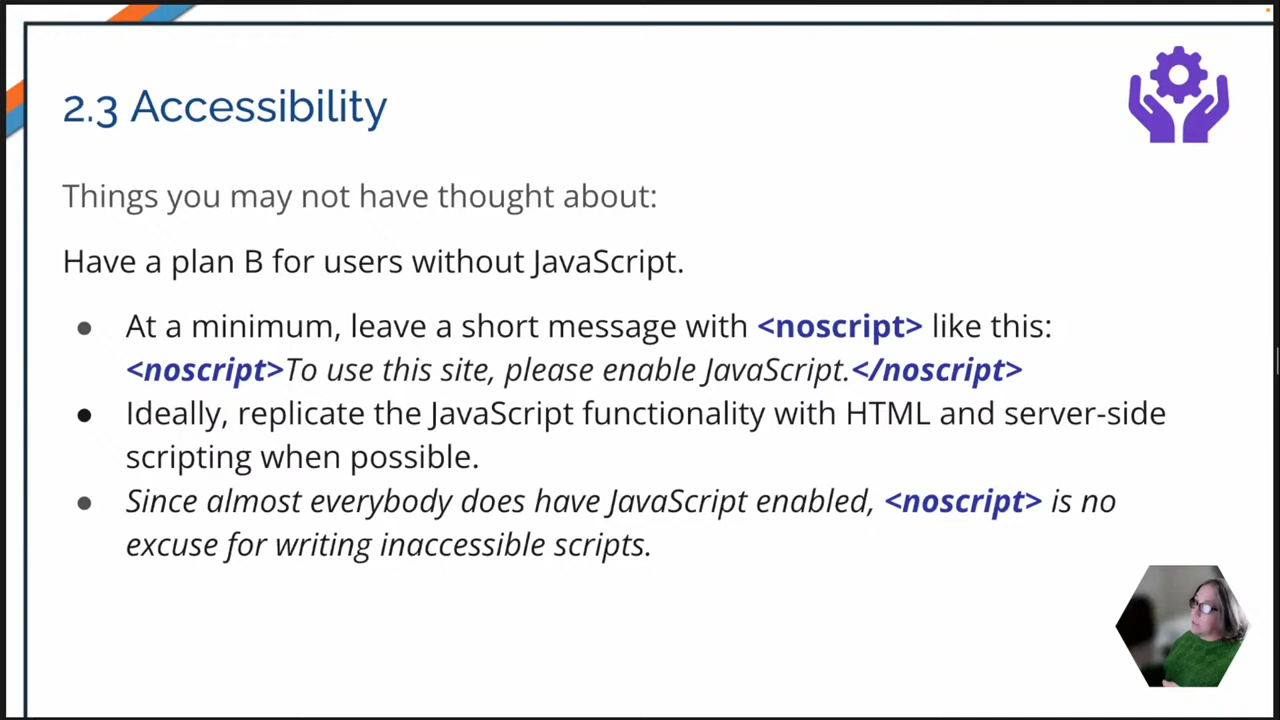 2.3 Accessibility
Things you may not have thought about:
Have a plan B for users without JavaScript.
● At a minimum, leave a short message with <noscript> like this:
<noscript>To use this site, please enable JavaScript.</noscript>
● Ideally, replicate the JavaScript functionality with HTML and server-side
scripting when possible.
● Since almost everybody does have JavaScript enabled, <noscript> is no
excuse for writing inaccessible scripts.